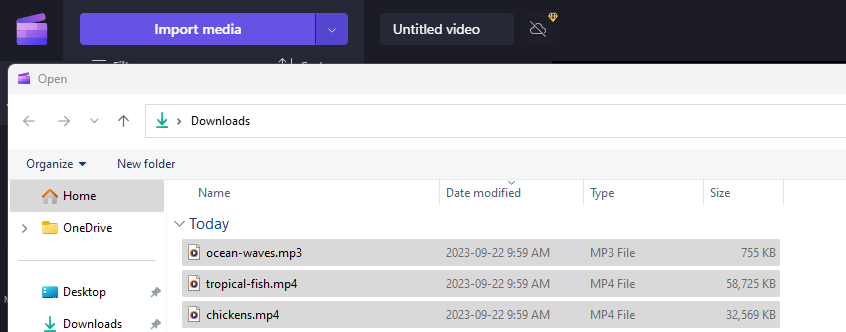 Import media Untitled video
Open
Downloads
Organize New folder
Name Date modified Type Size
Home
Today
OneDrive
ocean-waves.mp3 2023-09-22 9:59 AM MP3 File 755 KB
tropical-fish.mp4 2023-09-22 9:59 AM MP4 File 58,725 KB
Desktop
chickens.mp4 2023-09-22 9:59 AM MP4 File 32,569 KB
Downloads